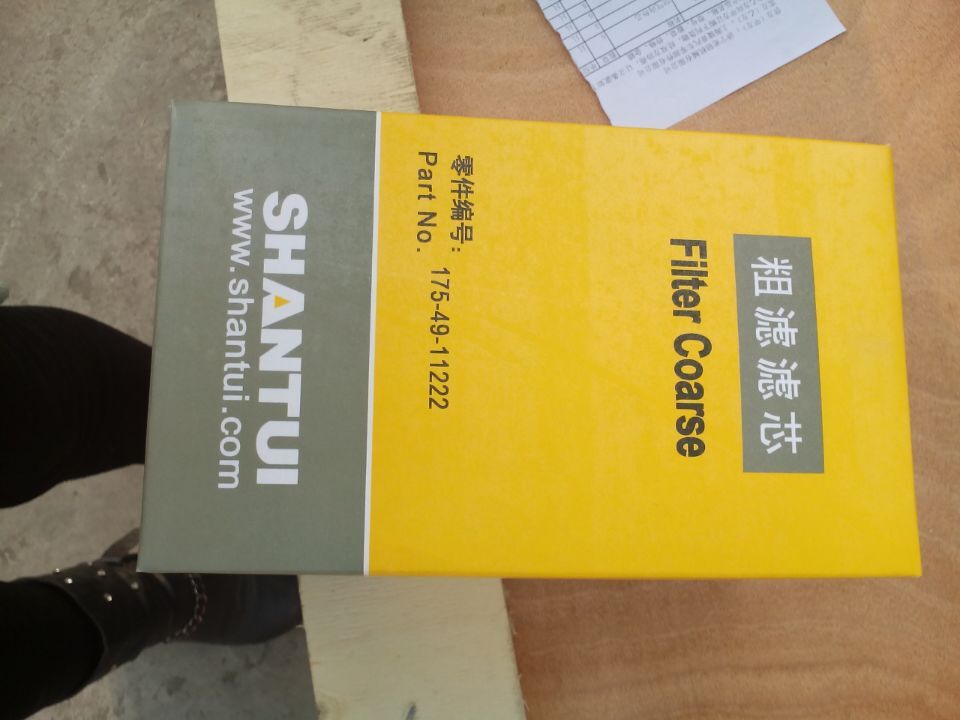 粗滤滤芯
Filter Coarse
零件编号:
Part No. 175-49-11222
SHANTUI
www.shantui.com